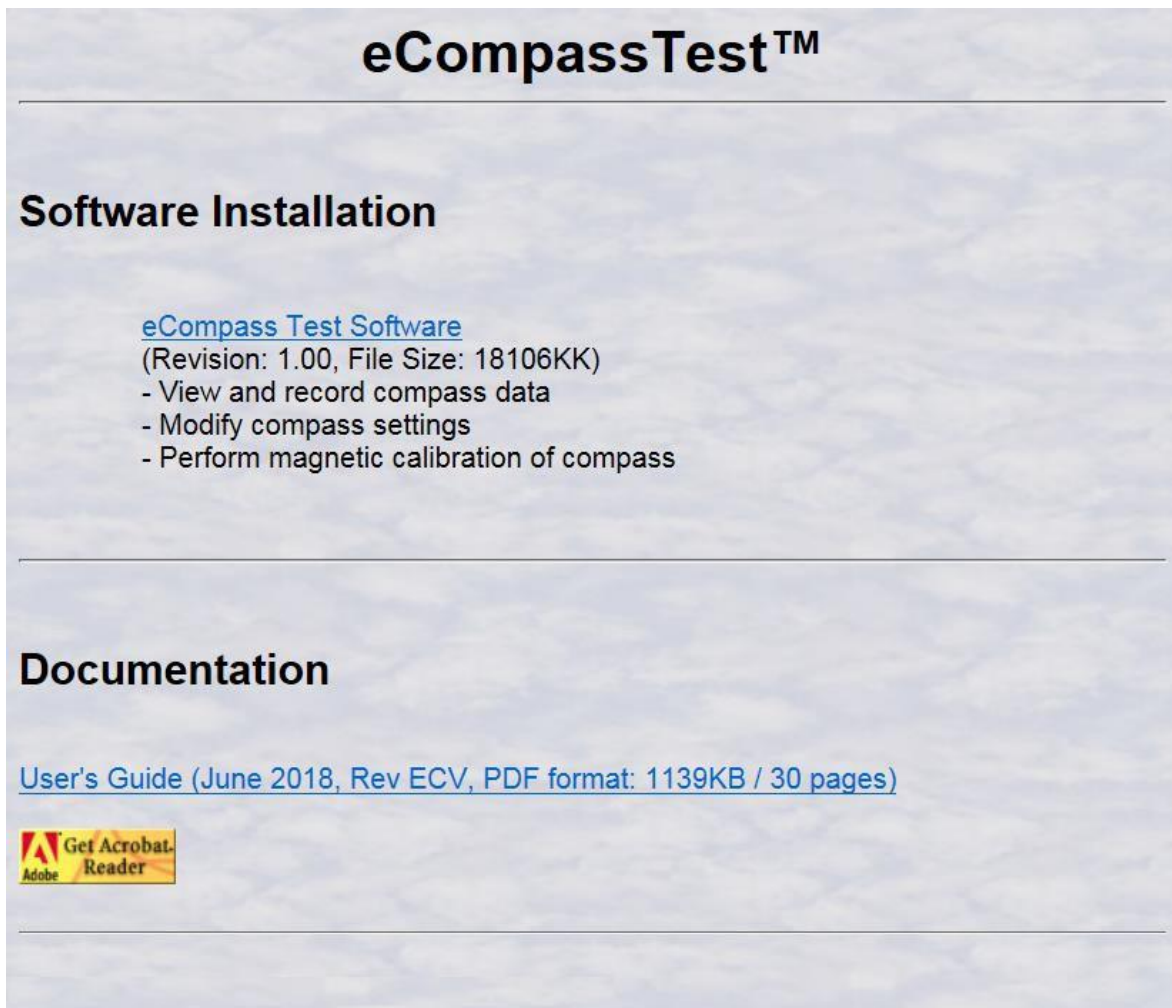 eCompassTest™
Software Installation
eCompass Test Software
(Revision: 1.00, File Size: 18106KK)
- View and record compass data
- Modify compass settings
- Perform magnetic calibration of compass
Documentation
User's Guide (June 2018, Rev ECV, PDF format: 1139KB / 30 pages)
Get Acrobat
Reader
Adobe